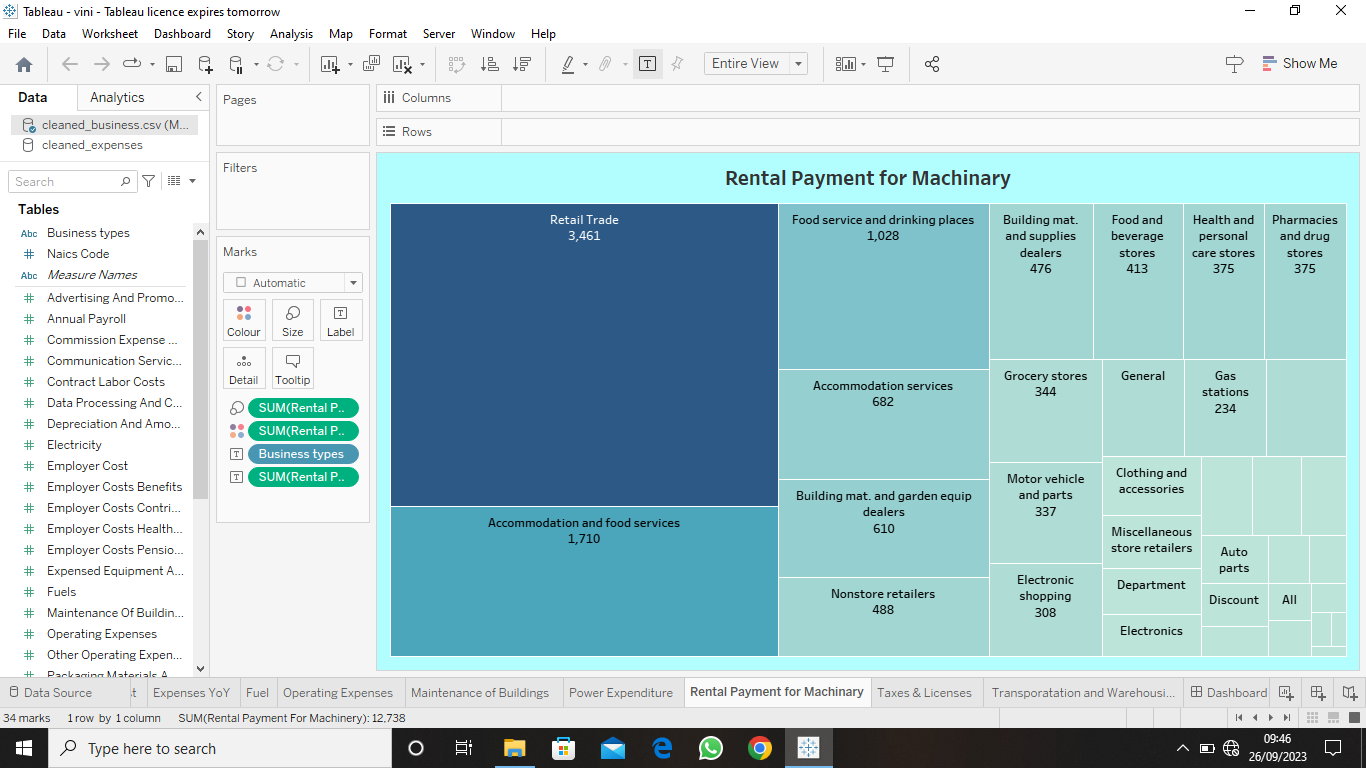 Tableau - vini - Tableau licence expires tomorrow
File Data Worksheet Dashboard Story Analysis Map Format Server Window Help
Entire View
Show Me
Data Analytics
cleaned_business.csv (M...
cleaned_expenses
Search
Tables
Abc Business types
# Naics Code
Abc Measure Names
# Advertising And Promo...
# Annual Payroll
# Commission Expense ...
# Communication Servic...
# Contract Labor Costs
# Data Processing And C...
# Depreciation And Amo...
# Electricity
# Employer Cost
# Employer Costs Benefits
# Employer Costs Contri...
# Employer Costs Health...
# Employer Costs Pensio...
# Expensed Equipment A...
# Fuels
# Maintenance Of Buildin...
# Operating Expenses
# Other Operating Expen...
Packaging Materials A
Pages
Filters
Marks
Automatic
Colour Size Label
Detail Tooltip
SUM(Rental P..
SUM(Rental P..
Business types
SUM(Rental P..
Columns
Rows
Rental Payment for Machinary
Retail Trade
3,461
Accommodation and food services
1,710
Food service and drinking places
1,028
Accommodation services
682
Building mat. and garden equip
dealers
610
Nonstore retailers
488
Building mat.
and supplies
dealers
476
Food and
beverage
stores
413
Health and
personal
care stores
375
Pharmacies
and drug
stores
375
Grocery stores
344
General
Gas
stations
234
Motor vehicle
and parts
337
Electronic
shopping
308
Clothing and
accessories
Miscellaneous
store retailers
Department
Electronics
Auto
parts
Discount
All
Data Source t Expenses YoY Fuel Operating Expenses Maintenance of Buildings Power Expenditure Rental Payment for Machinary Taxes & Licenses Transporatation and Warehousi... Dashboard
34 marks 1 row by 1 column SUM(Rental Payment For Machinery): 12,738
Type here to search
09:46
26/09/2023